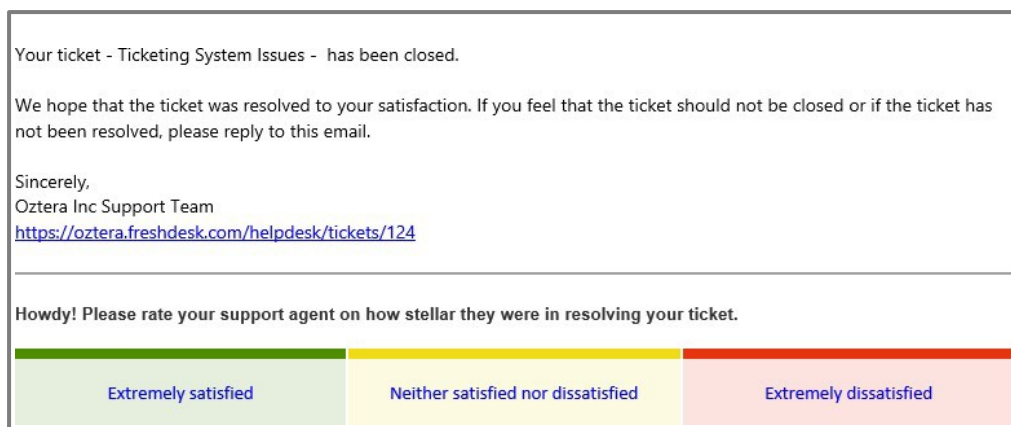 Your ticket - Ticketing System Issues -  has been closed.
We hope that the ticket was resolved to your satisfaction. If you feel that the ticket should not be closed or if the ticket has
not been resolved, please reply to this email.
Sincerely,
Oztera Inc Support Team
https://oztera.freshdesk.com/helpdesk/tickets/124
Howdy! Please rate your support agent on how stellar they were in resolving your ticket.
Extremely satisfied
Neither satisfied nor dissatisfied
Extremely dissatisfied